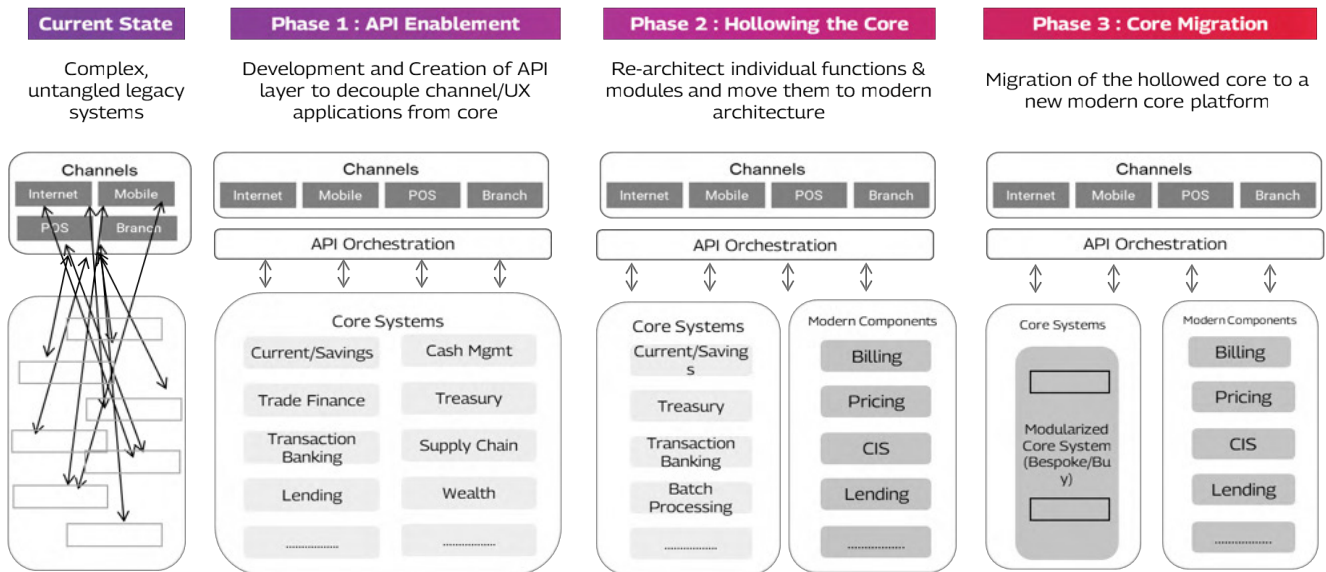 Current State
Complex,
untangled legacy
systems
Channels
Internet
Mobile
POS
Branch
Phase 1 : API Enablement
Development and Creation of API
layer to decouple channel/UX
applications from core
Channels
Internet
Mobile
POS
Branch
API Orchestration
Core Systems
Current/Savings
Cash Mgmt
Trade Finance
Treasury
Transaction
Banking
Supply Chain
Lending
Wealth
..................
..................
Phase 2 : Hollowing the Core
Re-architect individual functions &
modules and move them to modern
architecture
Channels
Internet
Mobile
POS
Branch
API Orchestration
Core Systems
Current/Saving
s
Treasury
Transaction
Banking
Batch
Processing
..................
Modern Components
Billing
Pricing
CIS
Lending
..................
Phase 3 : Core Migration
Migration of the hollowed core to a
new modern core platform
Channels
Internet
Mobile
POS
Branch
API Orchestration
Core Systems
Modularized
Core System
(Bespoke/Bu
y)
Modern Components
Billing
Pricing
CIS
Lending
..................